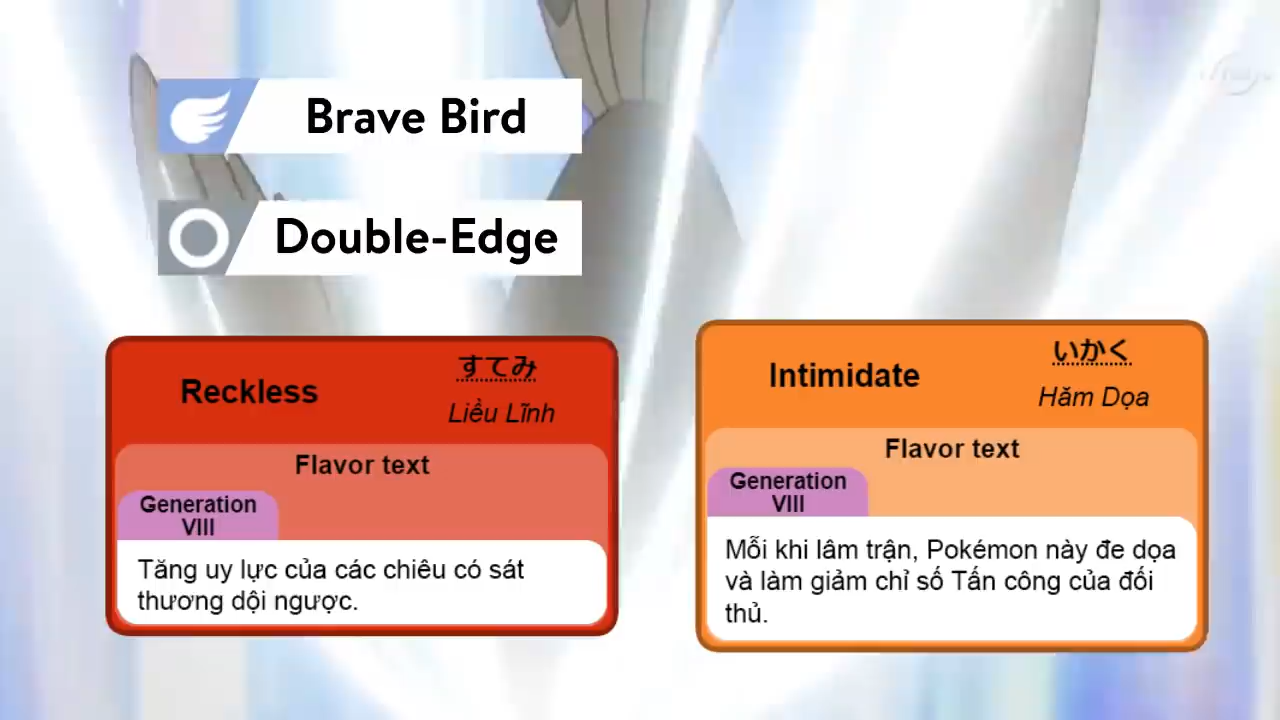 Brave Bird
Double-Edge
Reckless
すてみ
Liều Lĩnh
Flavor text
Generation
VIII
Tăng uy lực của các chiêu có sát
thương dội ngược.
Intimidate
いかく
Hăm Dọa
Flavor text
Generation
VIII
Mỗi khi lâm trận, Pokémon này đe dọa
và làm giảm chỉ số Tấn công của đối
thủ.